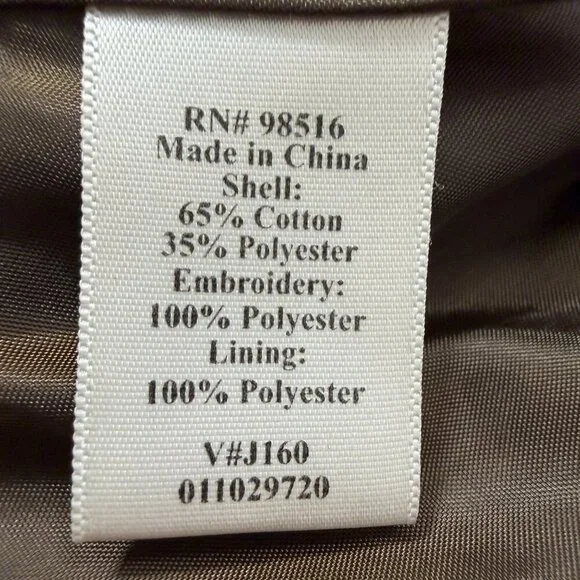 RN# 98516
Made in China
Shell:
65% Cotton
35% Polyester
Embroidery:
100% Polyester
Lining:
100% Polyester
V#J160
011029720